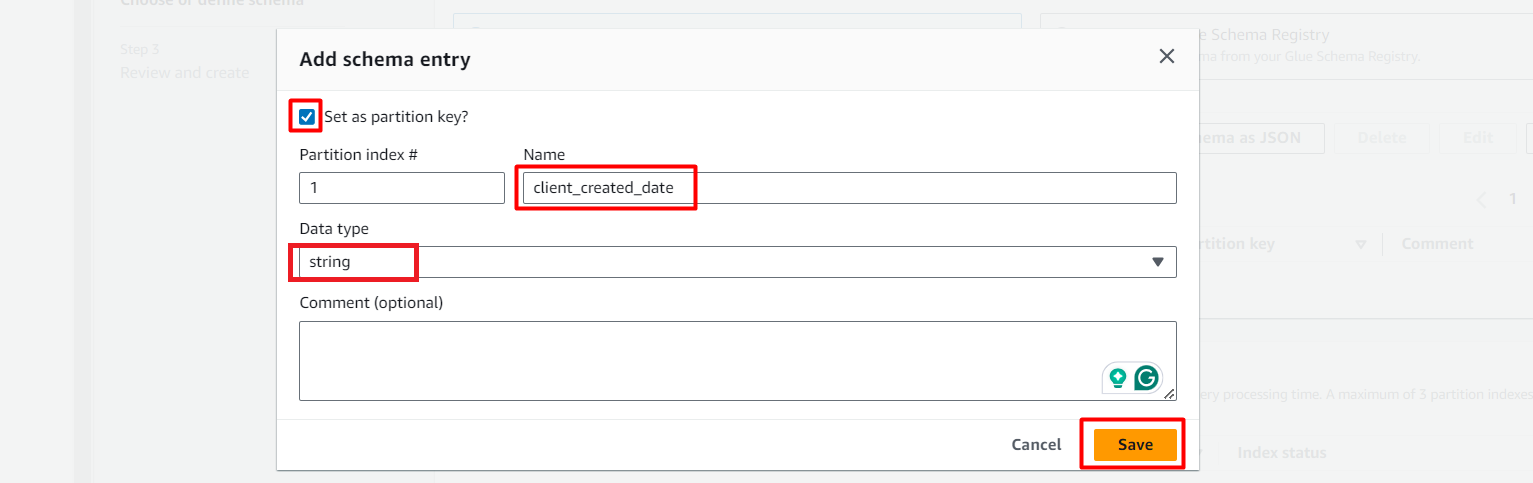 Choose or define schema
Step 3
Review and create
Glue Schema Registry
ma from your Glue Schema Registry.
Add schema entry
Set as partition key?
Partition index #
Name
1
client_created_date
Data type
string
Comment (optional)
G
Cancel
Save
ema as JSON
Delete
Edit
1
rtition key
Comment
ery processing time. A maximum of 3 partition indexes
Index status